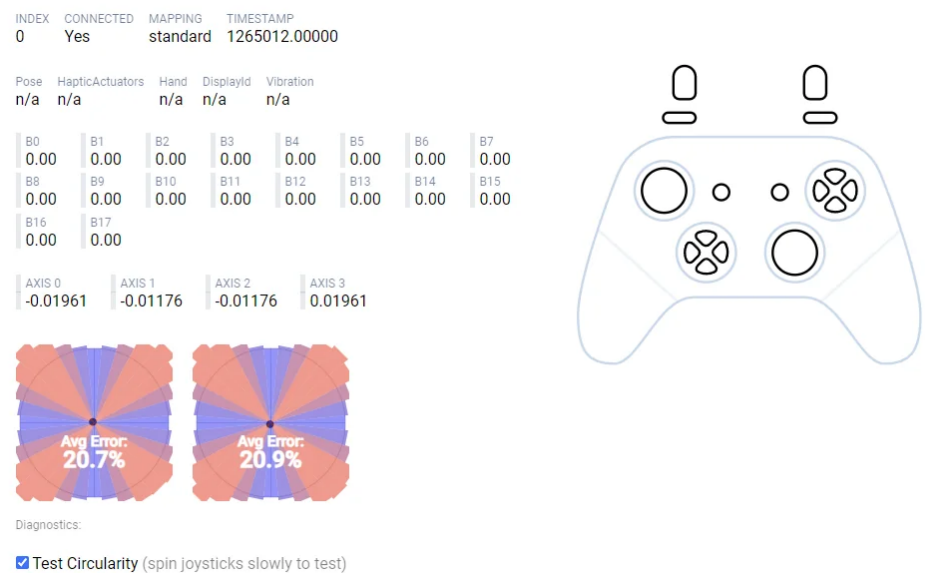 INDEX CONNECTED MAPPING TIMESTAMP
0 Yes standard 1265012.00000
Pose HapticActuators Hand DisplayId Vibration
n/a n/a n/a n/a n/a
B0 B1 B2 B3 B4 B5 B6 B7
0.00 0.00 0.00 0.00 0.00 0.00 0.00 0.00
B8 B9 B10 B11 B12 B13 B14 B15
0.00 0.00 0.00 0.00 0.00 0.00 0.00 0.00
B16 B17
0.00 0.00
AXIS 0 AXIS 1 AXIS 2 AXIS 3
-0.01961 -0.01176 -0.01176 0.01961
Avg Error: Avg Error:
20.7% 20.9%
Diagnostics:
Test Circularity (spin joysticks slowly to test)